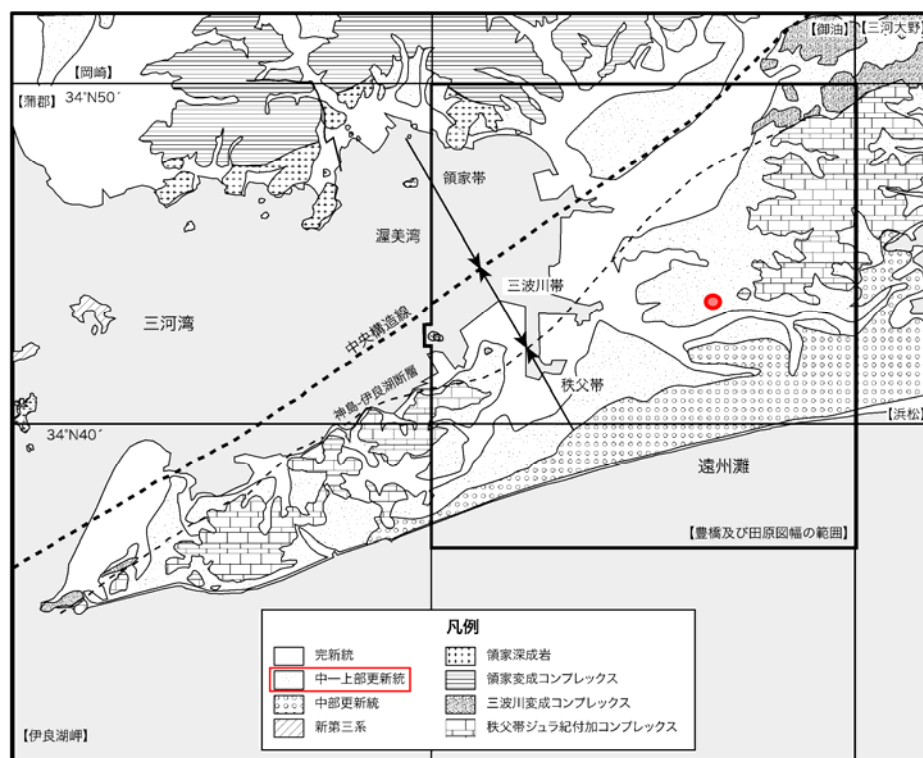 【御油】
【三河大野】
【岡崎】
【蒲郡】
34°N50´
領家帯
渥美湾
三波川帯
三河湾
中央構造線
神島-伊良湖断層
秩父帯
34°N40´
【浜松】
遠州灘
【豊橋及び田原図幅の範囲】
凡例
完新統
領家深成岩
中ー上部更新統
領家変成コンプレックス
中部更新統
三波川変成コンプレックス
新第三系
秩父帯ジュラ紀付加コンプレックス
【伊良湖岬】